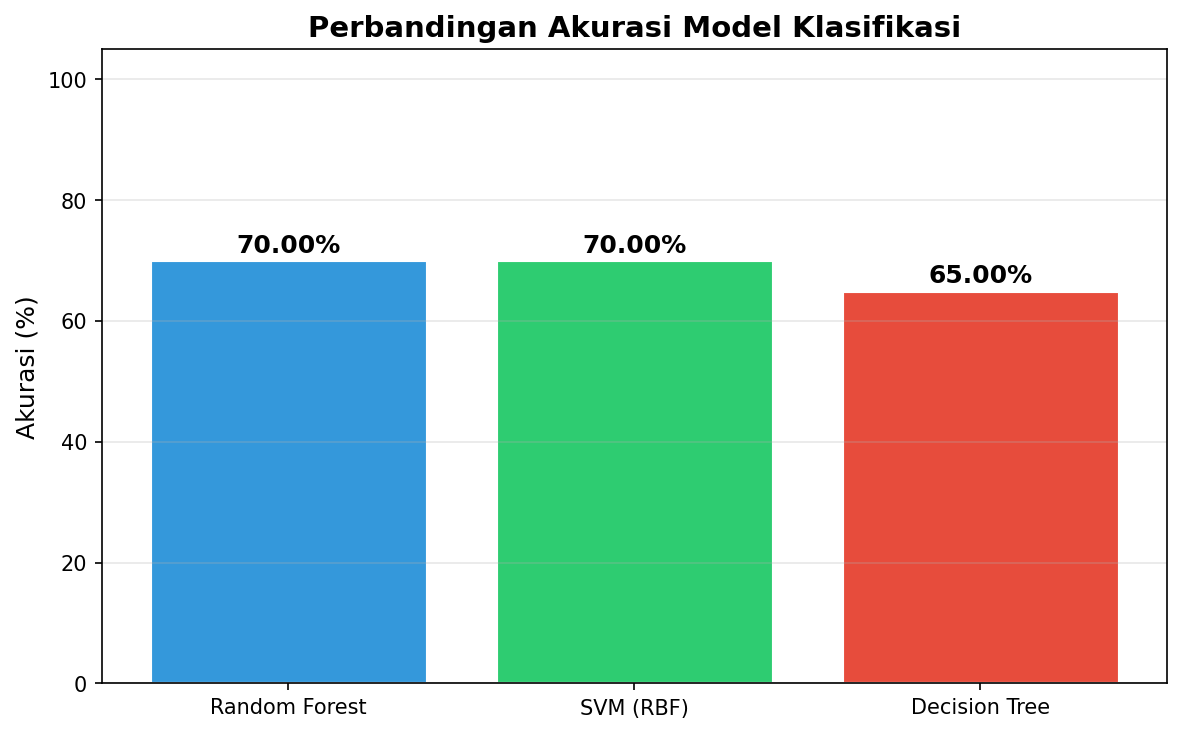 Perbandingan Akurasi Model Klasifikasi
100
80
60
40
20
0
Akurasi (%)
70.00%
70.00%
65.00%
Random Forest
SVM (RBF)
Decision Tree